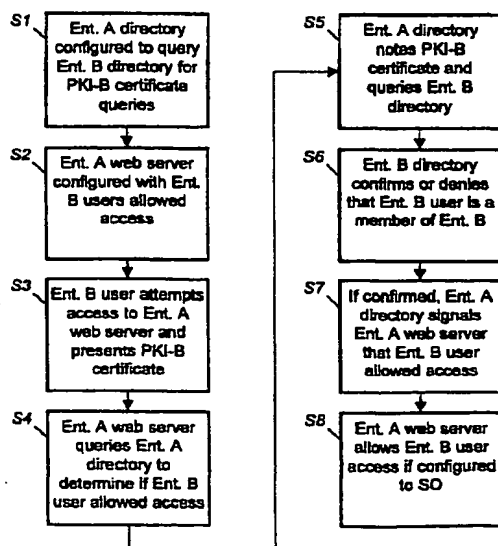 S1
Ent. A directory
configured to query
Ent. B directory for
PKI-B certificate
queries
S2
Ent. A web server
configured with Ent.
B users allowed
access
S3
Ent. B user attempts
access to Ent. A
web server and
presents PKI-B
certificate
S4
Ent. A web server
queries Ent. A
directory to
determine if Ent. B
user allowed access
S5
Ent. A directory
notes PKI-B
certificate and
queries Ent. B
directory
S6
Ent. B directory
confirms or denies
that Ent. B user is a
member of Ent. B
S7
If confirmed, Ent. A
directory signals
Ent. A web server
that Ent. B user
allowed access
S8
Ent. A web server
allows Ent. B user
access if configured
to SO